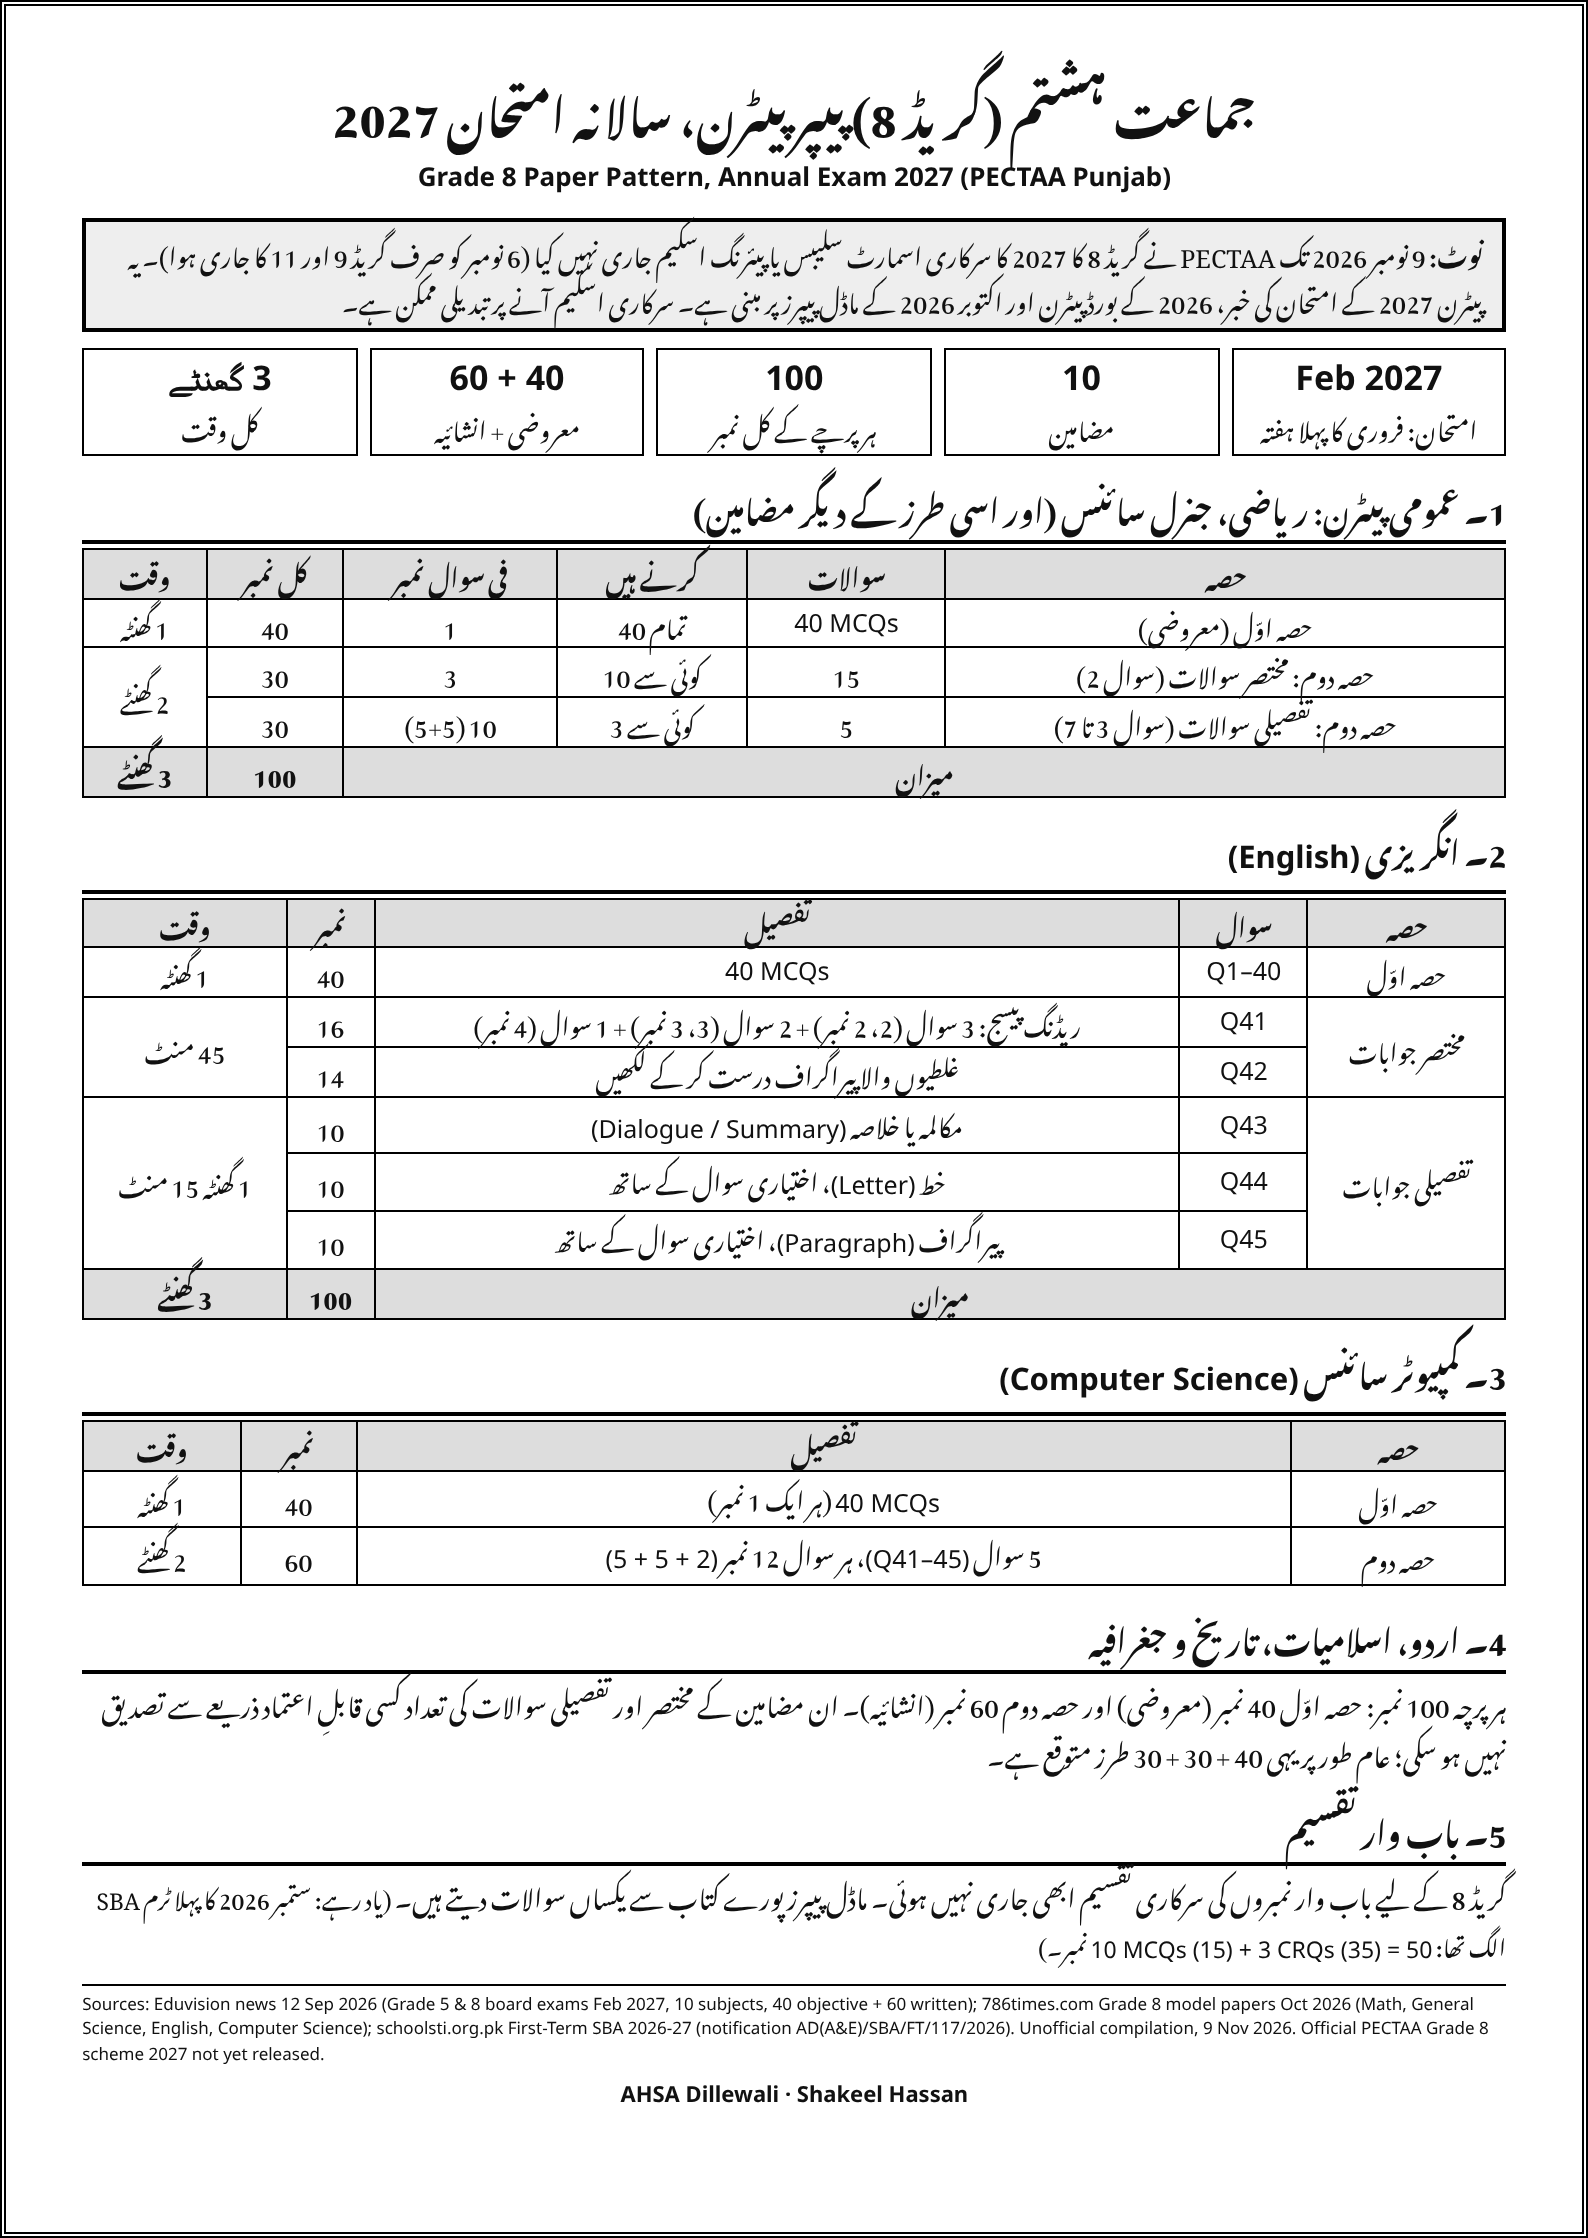 جماعت ہشتم (گریڈ 8) پیپر پیٹرن، سالانہ امتحان 2027
Grade 8 Paper Pattern, Annual Exam 2027 (PECTAA Punjab)
نوٹ: 9 نومبر 2026 تک PECTAA نے گریڈ 8 کا 2027 کا سرکاری اسمارٹ سلیبس یا پیئرنگ اسکیم جاری نہیں کیا (6 نومبر کو صرف گریڈ 9 اور 11 کا جاری ہوا)۔ یہ
پیٹرن 2027 کے امتحان کی خبر، 2026 کے بورڈ پیٹرن اور اکتوبر 2026 کے ماڈل پیپرز پر مبنی ہے۔ سرکاری اسکیم آنے پر تبدیلی ممکن ہے۔
Feb 2027
امتحان: فروری کا پہلا ہفتہ
10
مضامین
100
ہر پرچے کے کل نمبر
60 + 40
معروضی + انشائیہ
3 گھنٹے
کل وقت
1۔ عمومی پیٹرن: ریاضی، جنرل سائنس (اور اسی طرز کے دیگر مضامین)
حصہ سوالات کرنے ہیں فی سوال نمبر کل نمبر وقت
حصہ اوّل (معروضی) 40 MCQs تمام 40 1 40 1 گھنٹہ
حصہ دوم: مختصر سوالات (سوال 2) 15 کوئی سے 10 3 30 2 گھنٹے
حصہ دوم: تفصیلی سوالات (سوال 3 تا 7) 5 کوئی سے 3 10 (5+5) 30
میزان 100 3 گھنٹے
2۔ انگریزی (English)
حصہ سوال تفصیل نمبر وقت
حصہ اوّل Q1–40 40 MCQs 40 1 گھنٹہ
مختصر جوابات Q41 ریڈنگ پیسج: 3 سوال (2، 2 نمبر) + 2 سوال (3، 3 نمبر) + 1 سوال (4 نمبر) 16 45 منٹ
Q42 غلطیوں والا پیراگراف درست کر کے لکھیں 14
تفصیلی جوابات Q43 مکالمہ یا خلاصہ (Dialogue / Summary) 10 1 گھنٹہ 15 منٹ
Q44 خط (Letter)، اختیاری سوال کے ساتھ 10
Q45 پیراگراف (Paragraph)، اختیاری سوال کے ساتھ 10
میزان 100 3 گھنٹے
3۔ کمپیوٹر سائنس (Computer Science)
حصہ تفصیل نمبر وقت
حصہ اوّل 40 MCQs (ہر ایک 1 نمبر) 40 1 گھنٹہ
حصہ دوم 5 سوال (Q41–45)، ہر سوال 12 نمبر (2 + 5 + 5) 60 2 گھنٹے
4۔ اردو، اسلامیات، تاریخ و جغرافیہ
ہر پرچہ 100 نمبر: حصہ اوّل 40 نمبر (معروضی) اور حصہ دوم 60 نمبر (انشائیہ)۔ ان مضامین کے مختصر اور تفصیلی سوالات کی تعداد کسی قابلِ اعتماد ذریعے سے تصدیق
نہیں ہو سکی؛ عام طور پر یہی 40 + 30 + 30 طرز متوقع ہے۔
5۔ باب وار تقسیم
گریڈ 8 کے لیے باب وار نمبروں کی سرکاری تقسیم ابھی جاری نہیں ہوئی۔ ماڈل پیپرز پورے کتاب سے یکساں سوالات دیتے ہیں۔ (یاد رہے: ستمبر 2026 کا پہلا ٹرم SBA
الگ تھا: 10 MCQs (15) + 3 CRQs (35) = 50 نمبر۔)
Sources: Eduvision news 12 Sep 2026 (Grade 5 & 8 board exams Feb 2027, 10 subjects, 40 objective + 60 written); 786times.com Grade 8 model papers Oct 2026 (Math, General
Science, English, Computer Science); schoolsti.org.pk First-Term SBA 2026-27 (notification AD(A&E)/SBA/FT/117/2026). Unofficial compilation, 9 Nov 2026. Official PECTAA Grade 8
scheme 2027 not yet released.
AHSA Dillewali · Shakeel Hassan